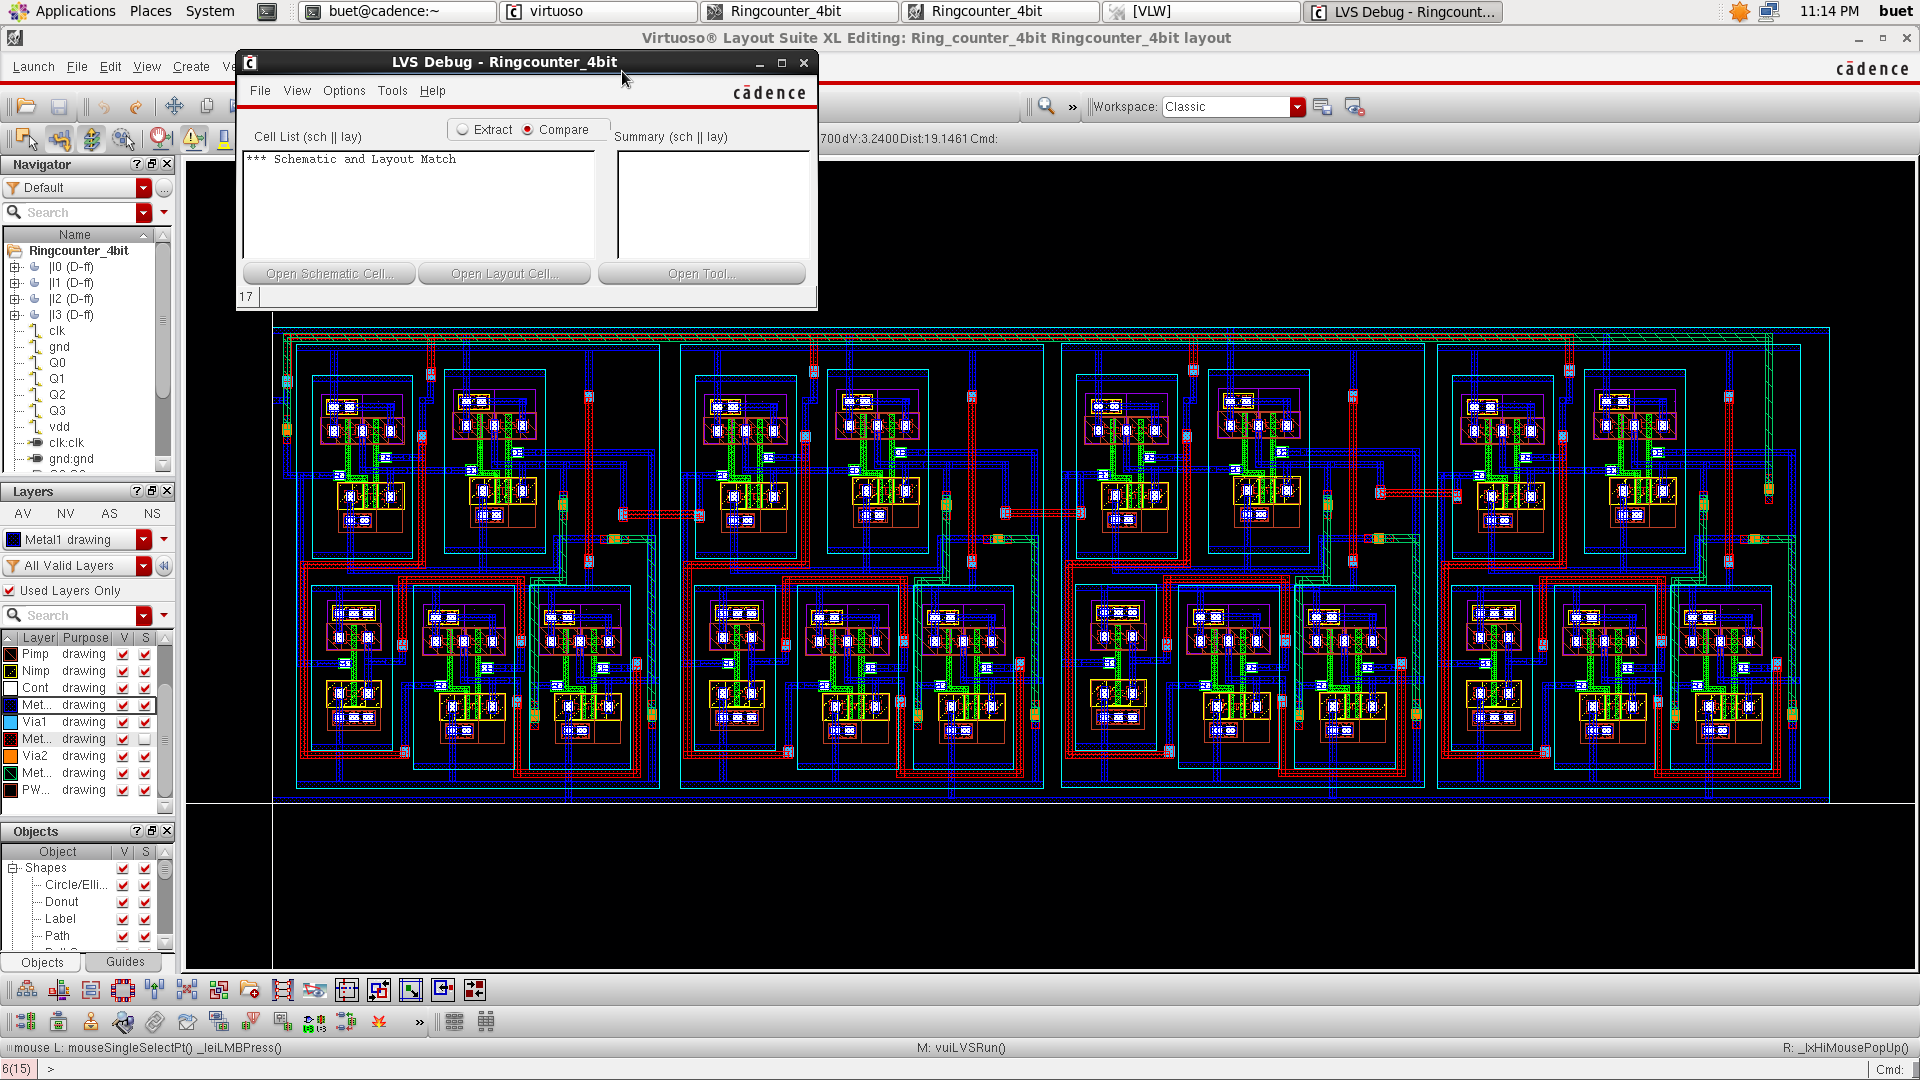 Applications Places System buet@cadence:~ virtuoso Ringcounter_4bit Ringcounter_4bit [VLW] LVS Debug - Ringcount... 11:14 PM buet
Virtuoso® Layout Suite XL Editing: Ring_counter_4bit Ringcounter_4bit layout
Launch File Edit View Create
cādence
LVS Debug - Ringcounter_4bit
File View Options Tools Help
cādence
Extract Compare
Cell List (sch || lay) Summary (sch || lay)
*** Schematic and Layout Match
Open Schematic Cell... Open Layout Cell... Open Tool...
17
» Workspace: Classic
700 dY:3.2400 Dist:19.1461 Cmd:
Navigator
Default
Search
Name
Ringcounter_4bit
|I0 (D-ff)
|I1 (D-ff)
|I2 (D-ff)
|I3 (D-ff)
clk
gnd
Q0
Q1
Q2
Q3
vdd
clk:clk
gnd:gnd
Layers
AV NV AS NS
Metal1 drawing
All Valid Layers
Used Layers Only
Search
Layer Purpose V S
Pimp drawing
Nimp drawing
Cont drawing
Met... drawing
Via1 drawing
Met... drawing
Via2 drawing
Met... drawing
PW... drawing
Objects
Object V S
Shapes
Circle/Elli...
Donut
Label
Path
Objects Guides
»
mouse L: mouseSingleSelectPt() _leiLMBPress() M: vuiLVSRun() R: _lxHiMousePopUp()
6(15) > Cmd: